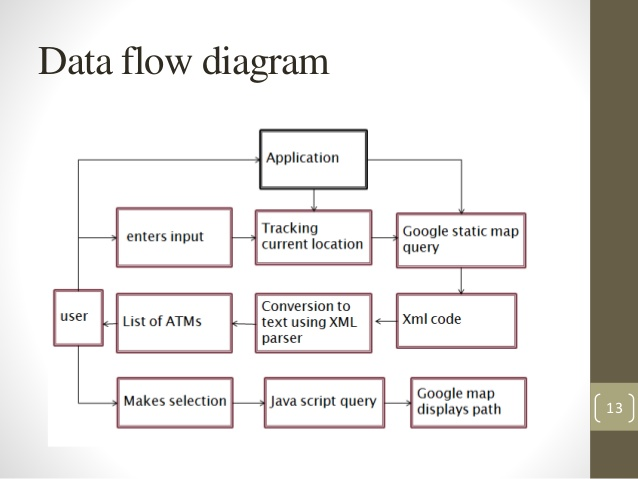 Data flow diagram
Application
enters input
Tracking
current location
Google static map
query
user
List of ATMs
Conversion to
text using XML
parser
Xml code
Makes selection
Java script query
Google map
displays path
13